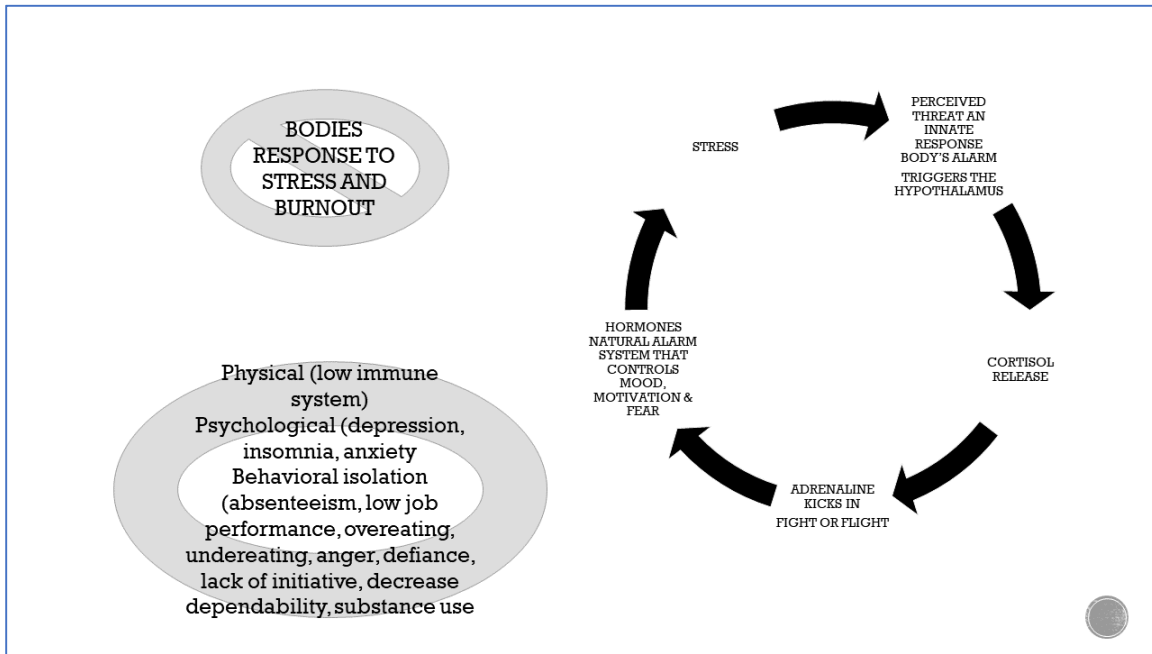 BODIES
RESPONSE TO
STRESS AND
BURNOUT
Physical (low immune
system)
Psychological (depression,
insomnia, anxiety
Behavioral isolation
(absenteeism, low job
performance, overeating,
undereating, anger, defiance,
lack of initiative, decrease
dependability, substance use
STRESS
PERCEIVED
THREAT AN
INNATE
RESPONSE
BODY'S ALARM
TRIGGERS THE
HYPOTHALAMUS
CORTISOL
RELEASE
ADRENALINE
KICKS IN
FIGHT OR FLIGHT
HORMONES
NATURAL ALARM
SYSTEM THAT
CONTROLS
MOOD,
MOTIVATION &
FEAR